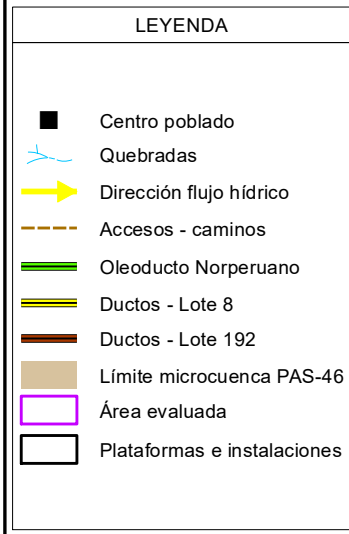 LEYENDA
Centro poblado
Quebradas
Dirección flujo hídrico
Accesos - caminos
Oleoducto Norperuano
Ductos - Lote 8
Ductos - Lote 192
Límite microcuenca PAS-46
Área evaluada
Plataformas e instalaciones